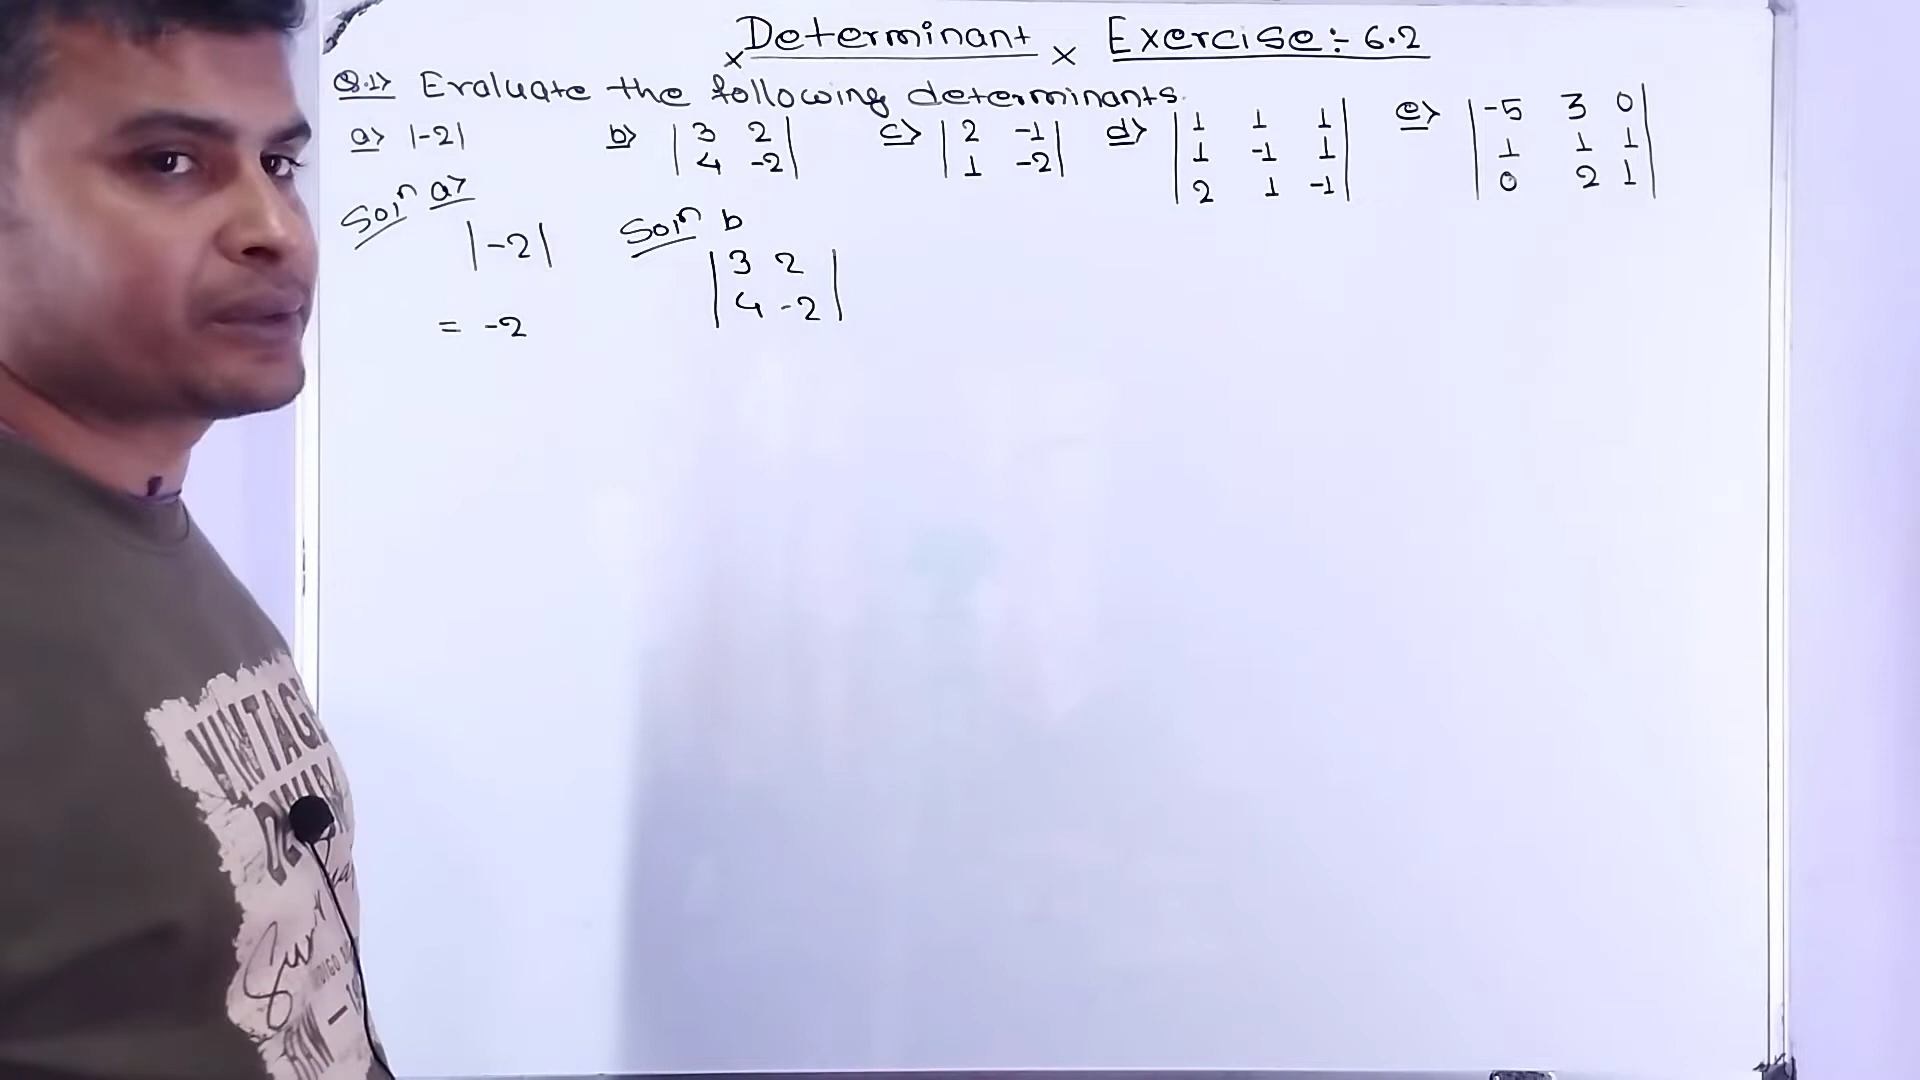 Determinant Exercise:- 6.2
Q.1> Evaluate the following determinants.
a> |-2| b> |3 2| c> |2 -1| d> |1 1 1| e> |-5 3 0|
|4 -2| |1 -2| |1 -1 1| |1 1 1|
|2 1 -1| |0 2 1|
Soln a>
|-2|
= -2
Soln b
|3 2|
|4 -2|
VINTAGE
DENIM